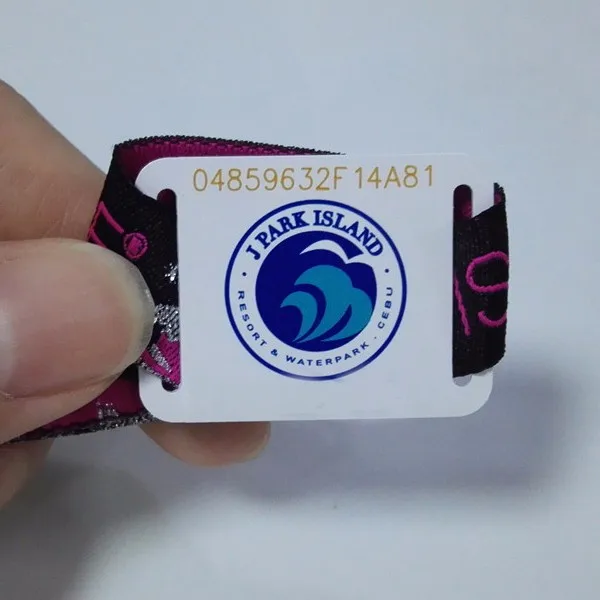 04859632F14A81
J PARK ISLAND
RESORT & WATERPARK . CEBU